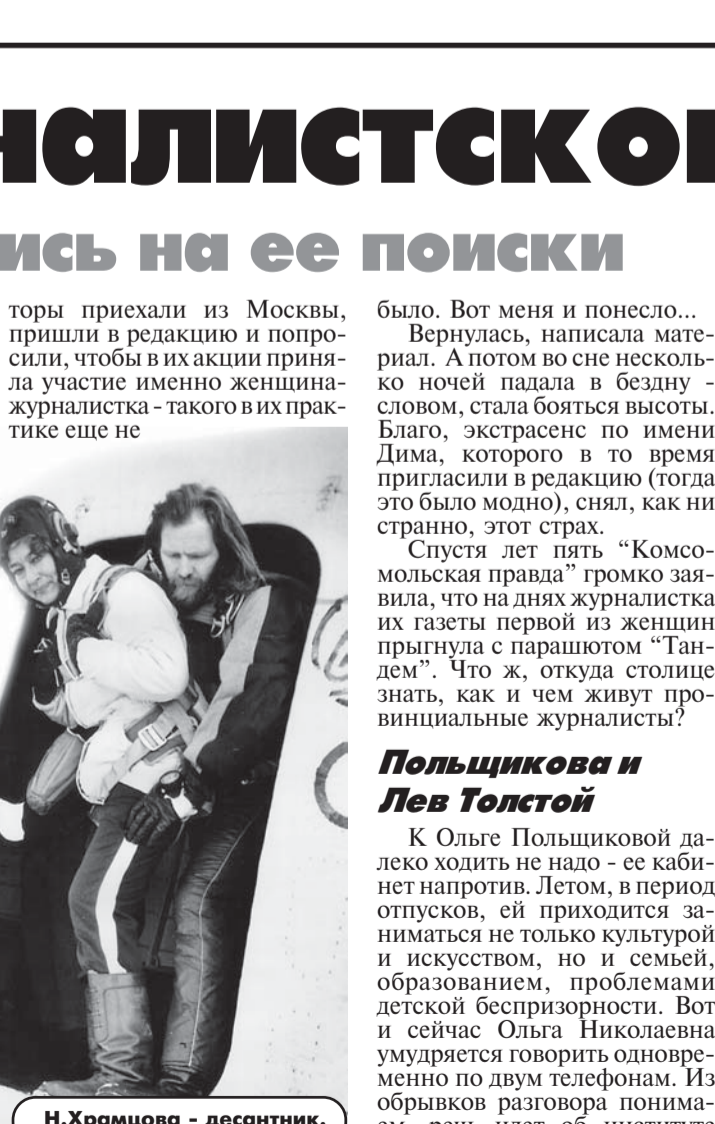 налистско
ись на ее поиски
торы приехали из Москвы,
пришли в редакцию и попро-
сили, чтобы в их акции приня-
ла участие именно женщина-
журналистка - такого в их прак-
тике еще не
Н.Храмцова - десантник.
было. Вот меня и понесло...
Вернулась, написала мате-
риал. А потом во сне несколь-
ко ночей падала в бездну -
словом, стала бояться высоты.
Благо, экстрасенс по имени
Дима, которого в то время
пригласили в редакцию (тогда
это было модно), снял, как ни
странно, этот страх.
Спустя лет пять “Комсо-
мольская правда” громко зая-
вила, что на днях журналистка
их газеты первой из женщин
прыгнула с парашютом “Тан-
дем”. Что ж, откуда столице
знать, как и чем живут про-
винциальные журналисты?
Польщикова и
Лев Толстой
К Ольге Польщиковой да-
леко ходить не надо - ее каби-
нет напротив. Летом, в период
отпусков, ей приходится за-
ниматься не только культурой
и искусством, но и семьей,
образованием, проблемами
детской беспризорности. Вот
и сейчас Ольга Николаевна
умудряется говорить одновре-
менно по двум телефонам. Из
обрывков разговора понима-
ем, речь идет об институте